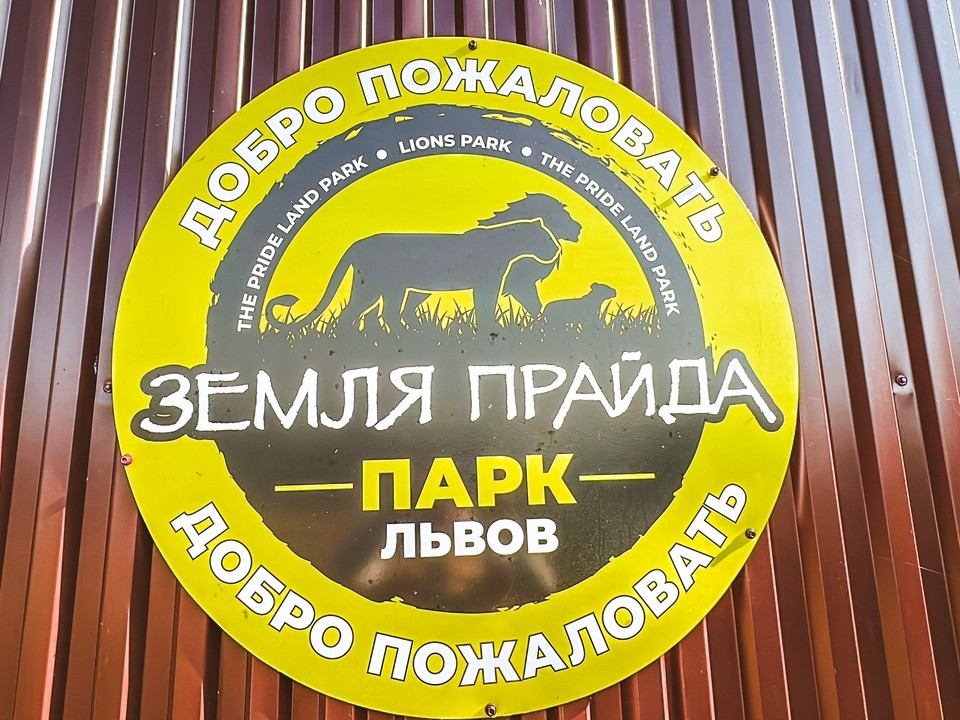 ДОБРО ПОЖАЛОВАТЬ
THE PRIDE LAND PARK • LIONS PARK • THE PRIDE LAND PARK
ЗЕМЛЯ ПРАЙДА
ПАРК
ЛЬВОВ
ДОБРО ПОЖАЛОВАТЬ